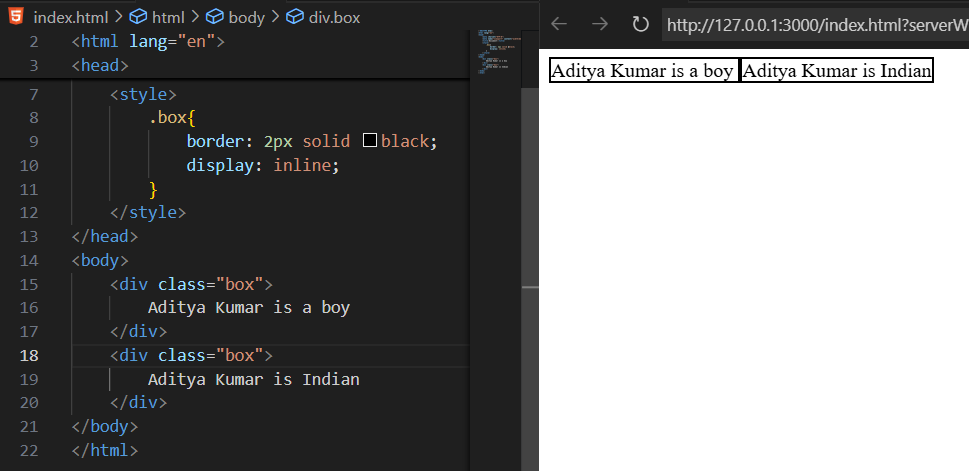 index.html > html > body > div.box
2 <html lang="en">
3 <head>
7 <style>
8 .box{
9 border: 2px solid black;
10 display: inline;
11 }
12 </style>
13 </head>
14 <body>
15 <div class="box">
16 Aditya Kumar is a boy
17 </div>
18 <div class="box">
19 Aditya Kumar is Indian
20 </div>
21 </body>
22 </html>
http://127.0.0.1:3000/index.html?serverW
Aditya Kumar is a boy Aditya Kumar is Indian